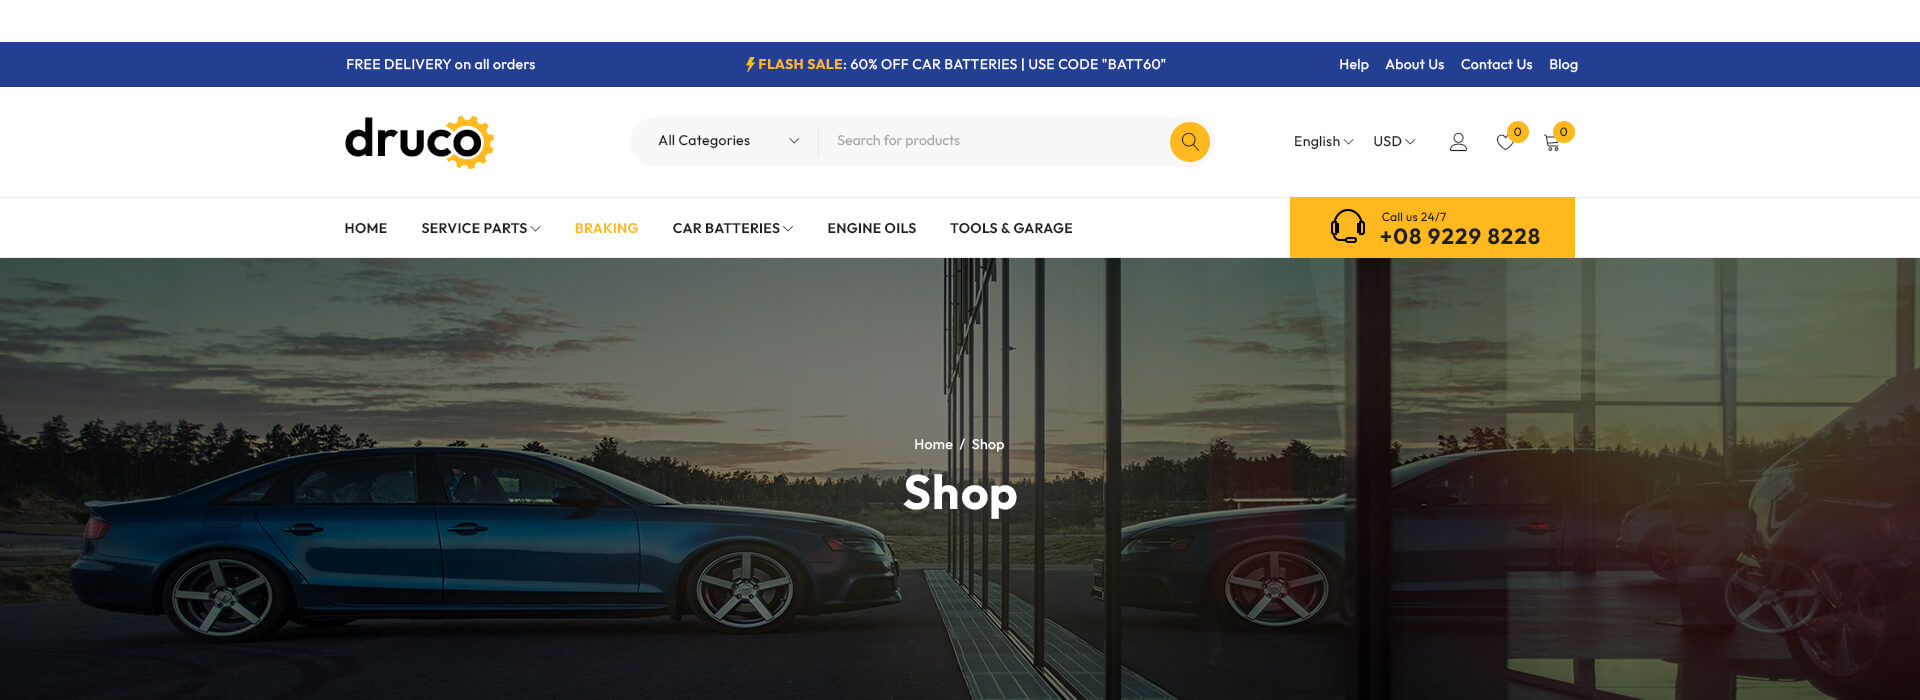 FREE DELIVERY on all orders
FLASH SALE: 60% OFF CAR BATTERIES | USE CODE "BATT60"
Help About Us Contact Us Blog
druco
All Categories
Search for products
English USD 0 0
HOME SERVICE PARTS BRAKING CAR BATTERIES ENGINE OILS TOOLS & GARAGE
Call us 24/7
+08 9229 8228
Home / Shop
Shop